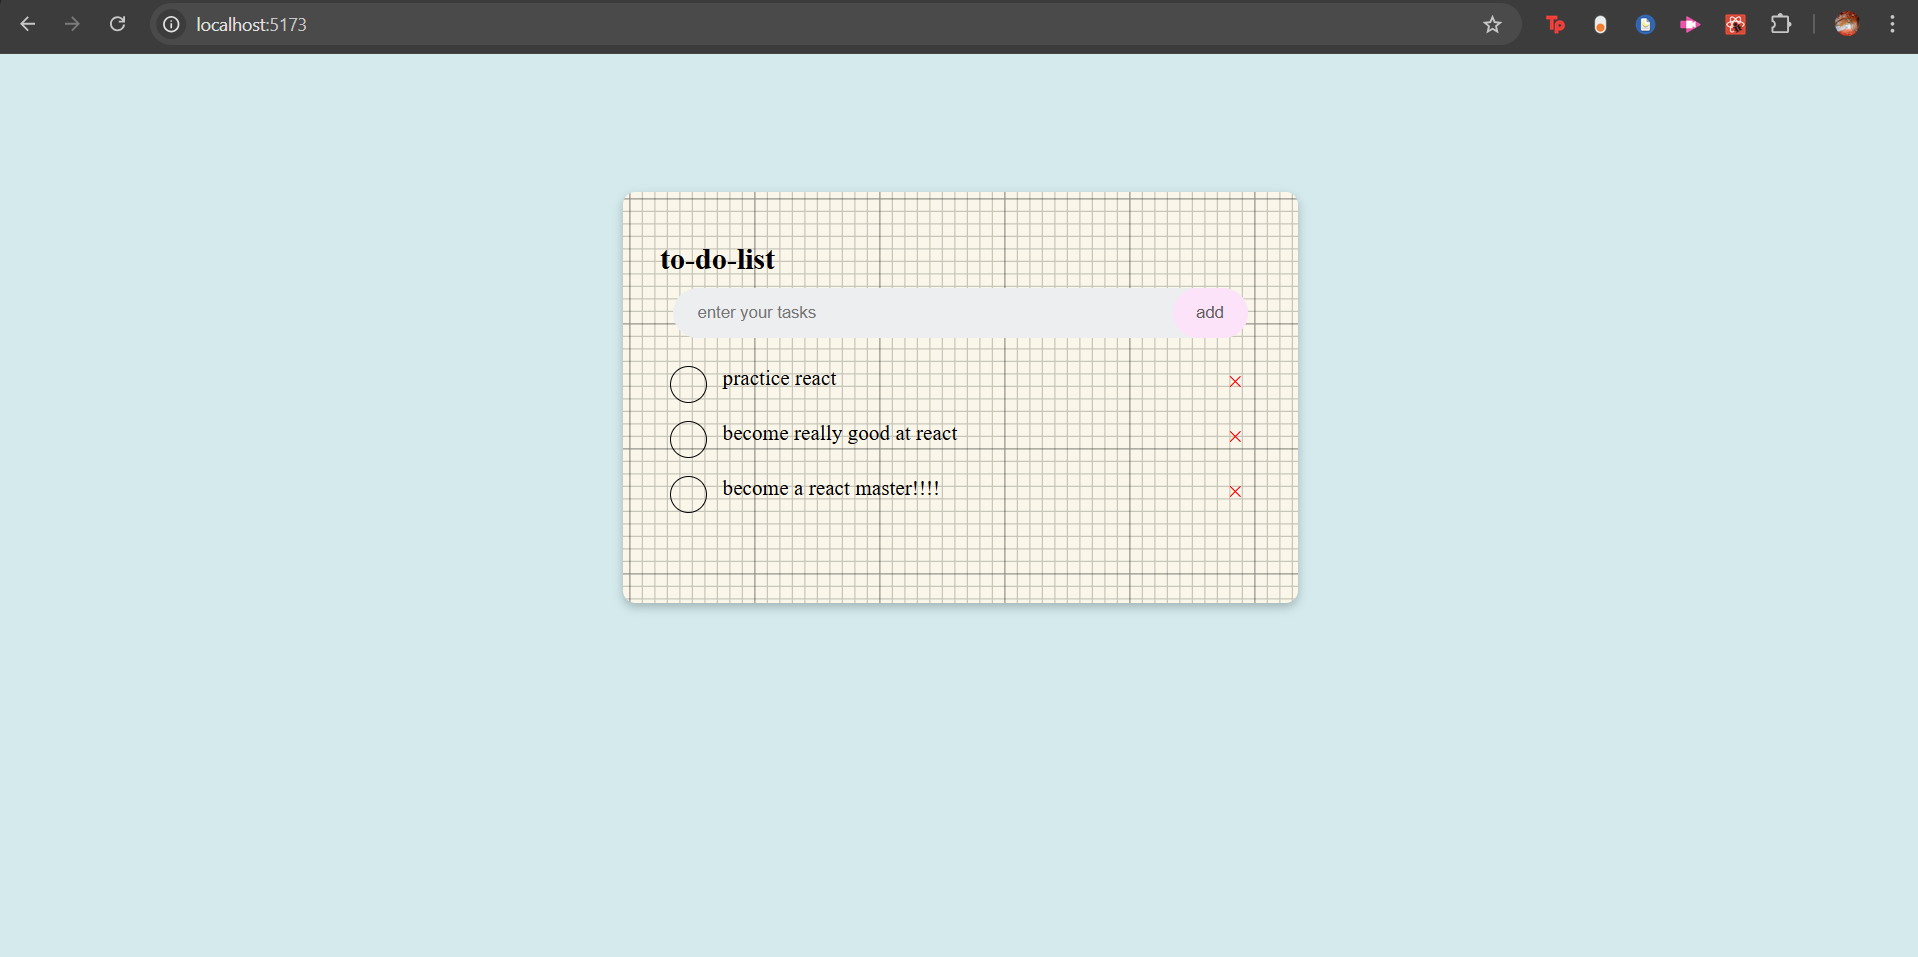 localhost:5173
Tp
to-do-list
enter your tasks
add
practice react
become really good at react
become a react master!!!!